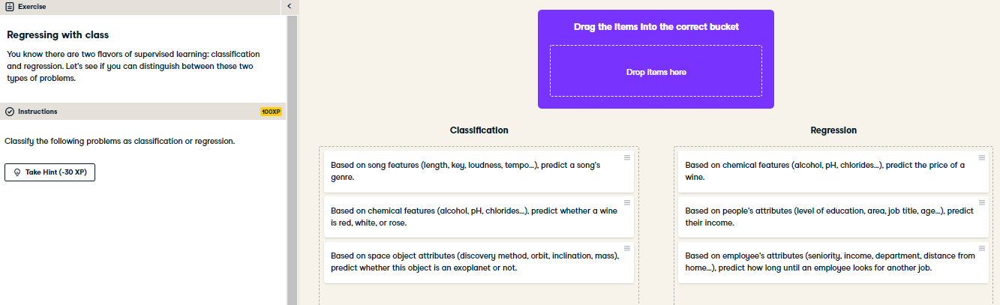 Exercise
Regressing with class
You know there are two flavors of supervised learning: classification
and regression. Let's see if you can distinguish between these two
types of problems.
Instructions
100XP
Classify the following problems as classification or regression.
Take Hint (-30 XP)
Drag the items into the correct bucket
Drop items here
Classification
Based on song features (length, key, loudness, tempo...), predict a song's
genre.
Based on chemical features (alcohol, pH, chlorides...), predict whether a wine
is red, white, or rose.
Based on space object attributes (discovery method, orbit, inclination, mass),
predict whether this object is an exoplanet or not.
Regression
Based on chemical features (alcohol, pH, chlorides...), predict the price of a
wine.
Based on people's attributes (level of education, area, job title, age...), predict
their income.
Based on employee's attributes (seniority, income, department, distance from
home...), predict how long until an employee looks for another job.